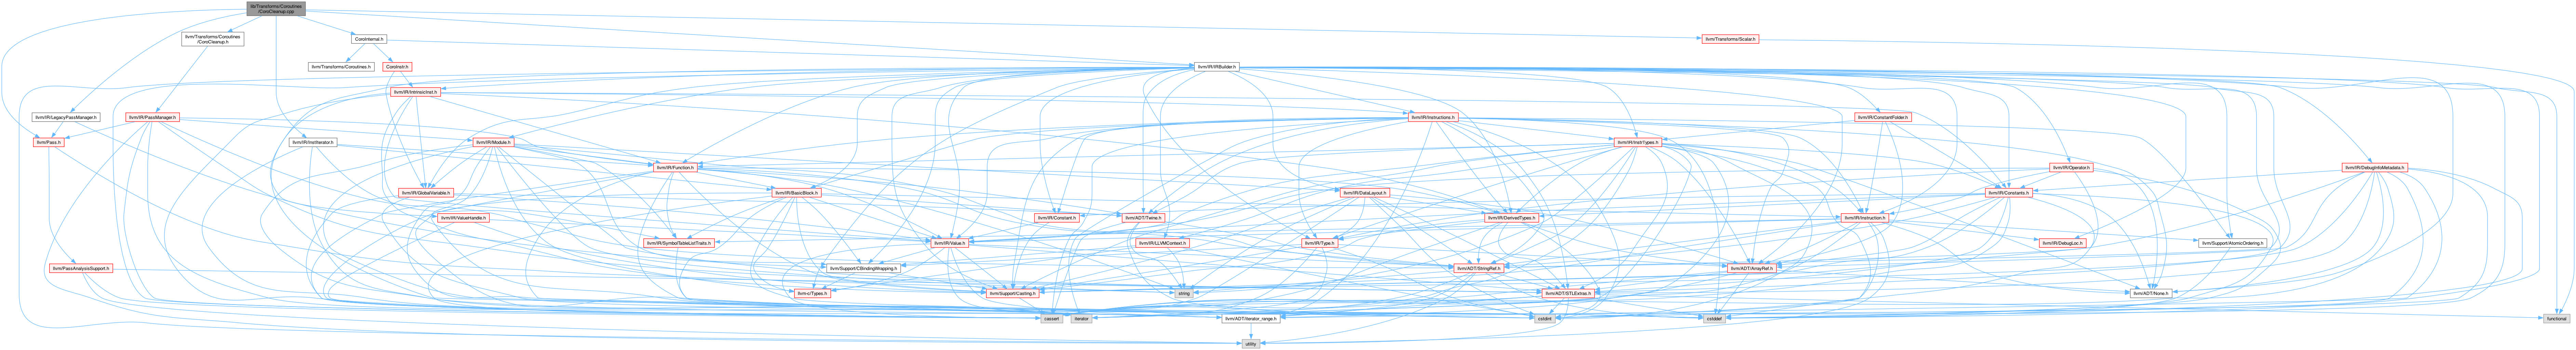 lib/Transforms/Coroutines
/CoroCleanup.cpp
llvm/Transforms/Coroutines
/CoroCleanup.h
CoroInternal.h
llvm/Transforms/Scalar.h
llvm/Transforms/Coroutines.h
CoroInstr.h
llvm/IR/IRBuilder.h
llvm/IR/IntrinsicInst.h
llvm/IR/LegacyPassManager.h
llvm/IR/PassManager.h
llvm/IR/Instructions.h
llvm/IR/ConstantFolder.h
llvm/Pass.h
llvm/IR/InstIterator.h
llvm/IR/Module.h
llvm/IR/InstrTypes.h
llvm/IR/Function.h
llvm/IR/Operator.h
llvm/IR/DebugInfoMetadata.h
llvm/IR/GlobalVariable.h
llvm/IR/BasicBlock.h
llvm/IR/DataLayout.h
llvm/IR/Constants.h
llvm/IR/ValueHandle.h
llvm/IR/Constant.h
llvm/ADT/Twine.h
llvm/IR/DerivedTypes.h
llvm/IR/Instruction.h
llvm/IR/SymbolTableListTraits.h
llvm/IR/Value.h
llvm/IR/LLVMContext.h
llvm/IR/Type.h
llvm/IR/DebugLoc.h
llvm/Support/AtomicOrdering.h
llvm/PassAnalysisSupport.h
llvm/Support/CBindingWrapping.h
llvm/ADT/StringRef.h
llvm/ADT/ArrayRef.h
llvm-c/Types.h
llvm/Support/Casting.h
string
llvm/ADT/STLExtras.h
llvm/ADT/None.h
cassert
iterator
llvm/ADT/iterator_range.h
cstdint
cstddef
functional
utility